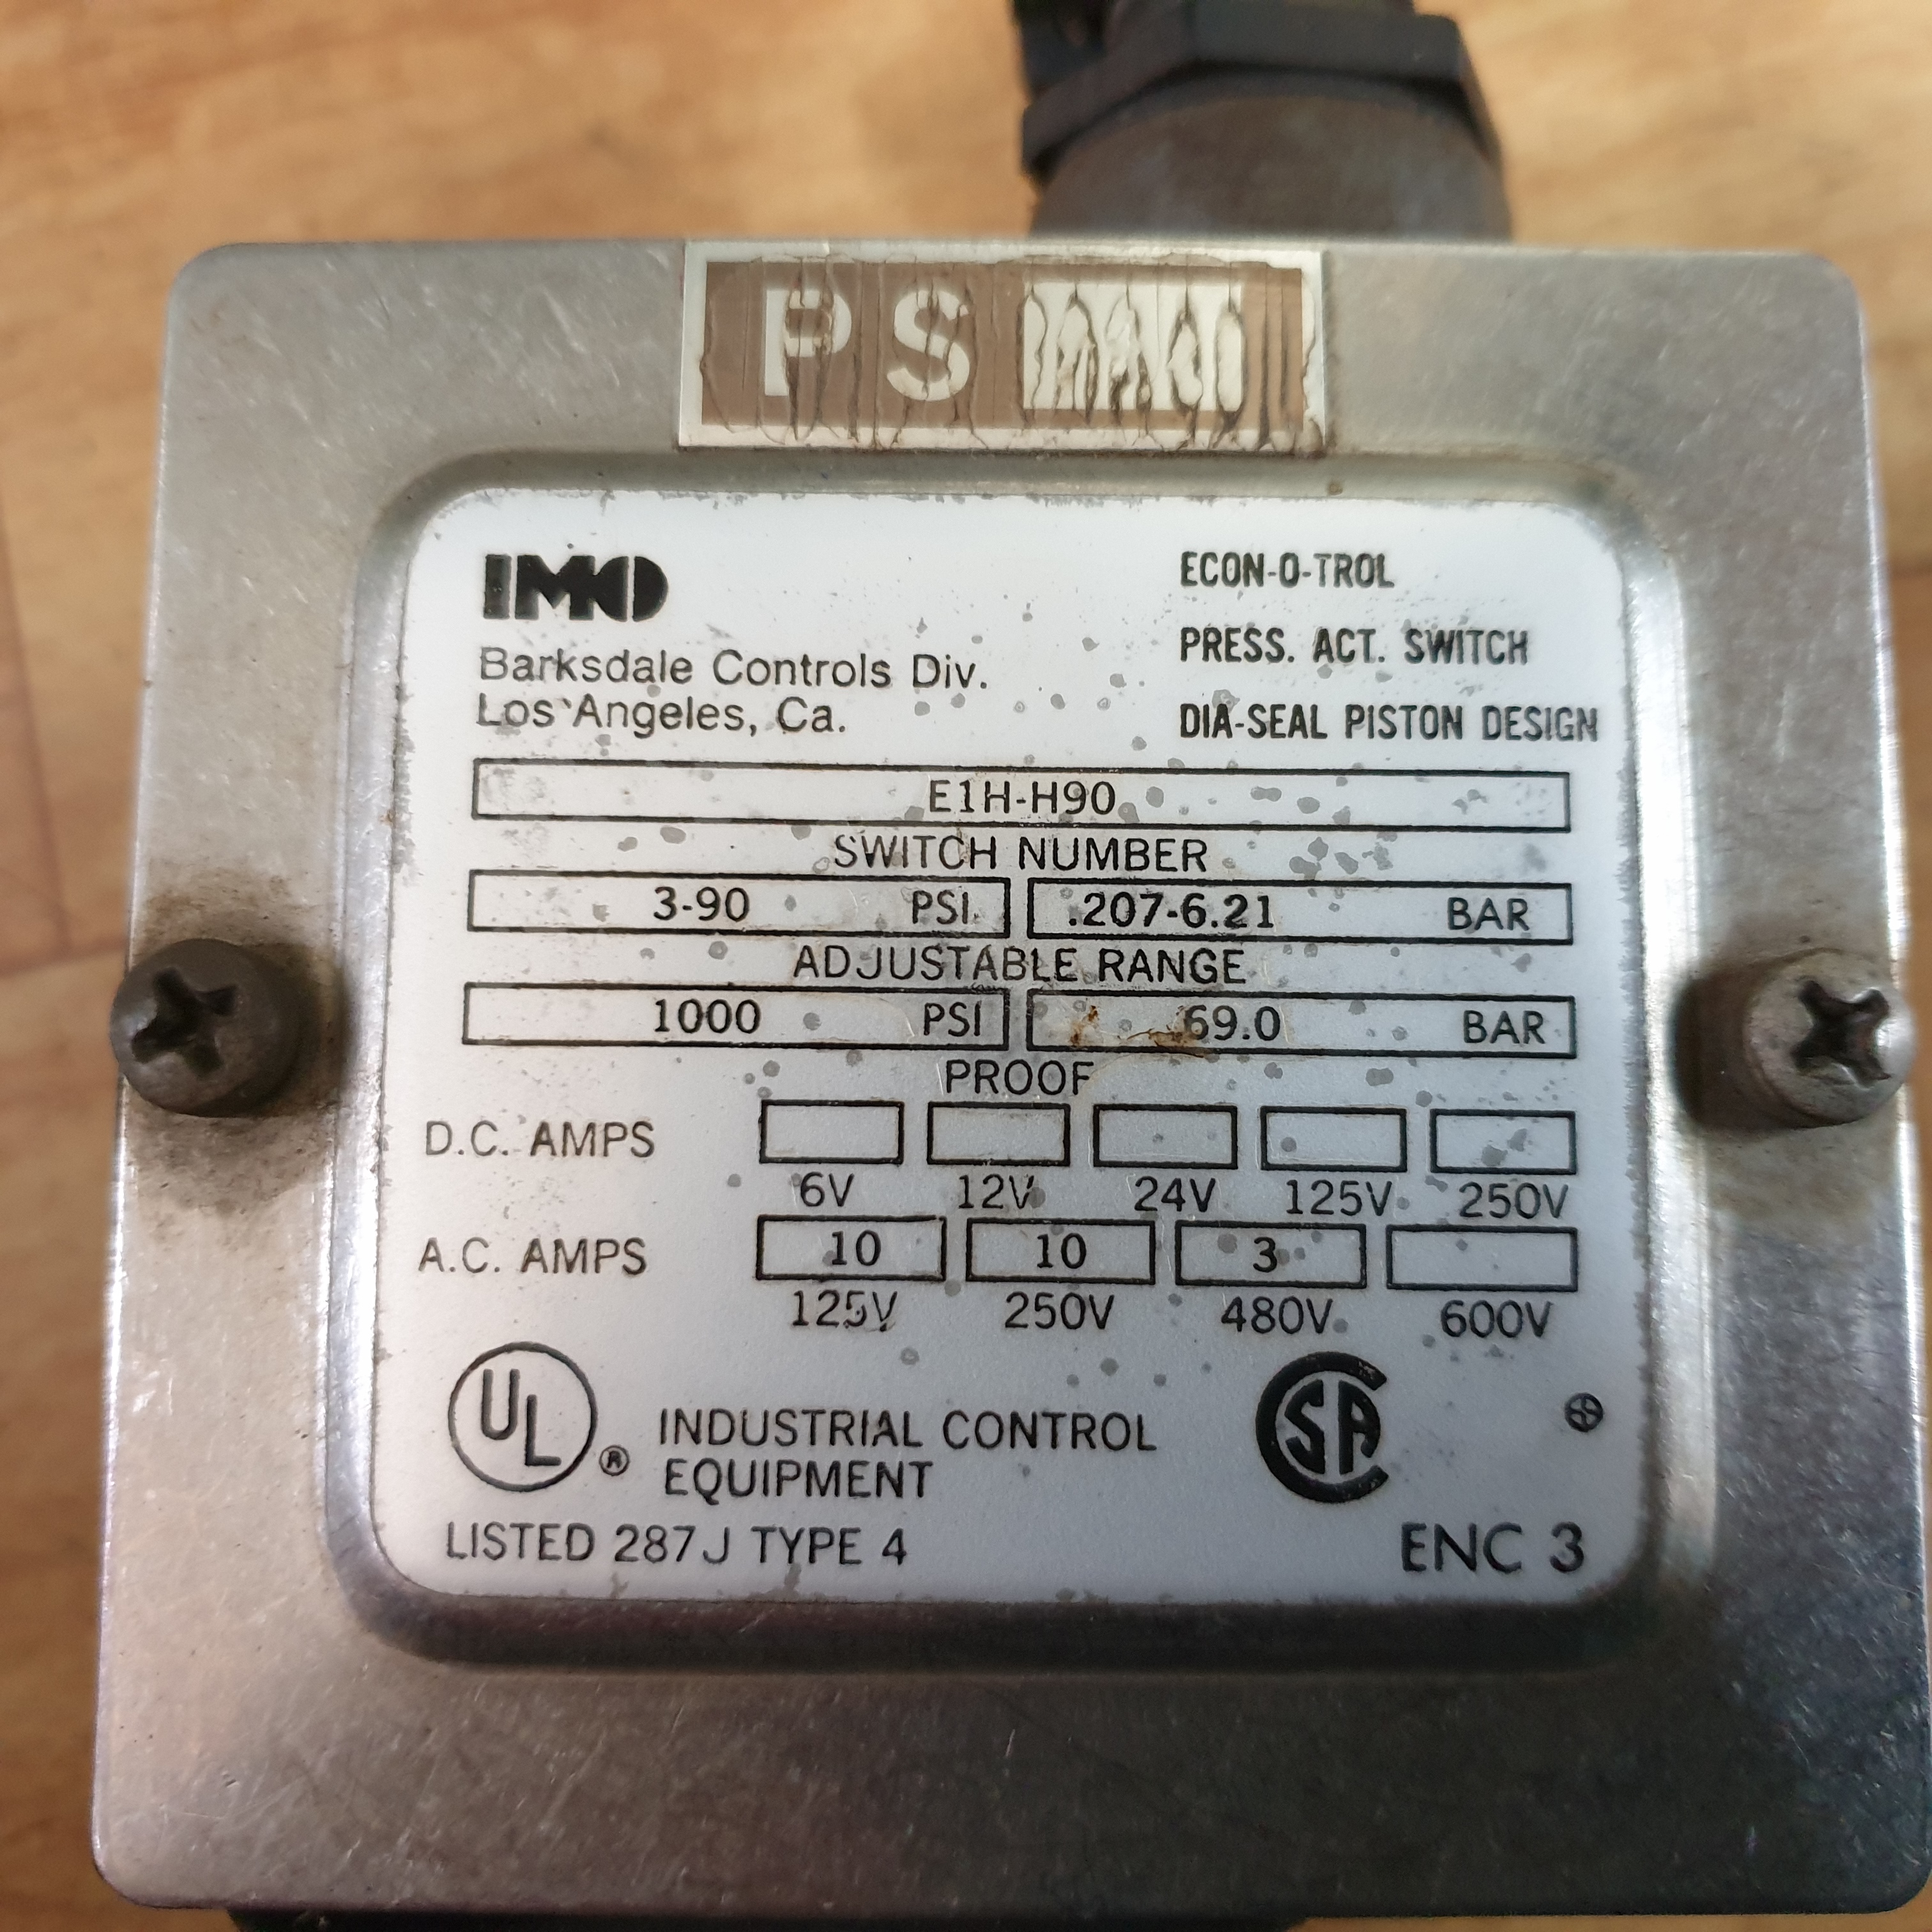 PS
IMO
Barksdale Controls Div.
Los Angeles, Ca.
ECON-O-TROL
PRESS. ACT. SWITCH
DIA-SEAL PISTON DESIGN
E1H-H90
SWITCH NUMBER
3-90 PSI .207-6.21 BAR
ADJUSTABLE RANGE
1000 PSI 69.0 BAR
PROOF
D.C. AMPS
6V 12V 24V 125V 250V
A.C. AMPS 10 10 3
125V 250V 480V 600V
UL ® INDUSTRIAL CONTROL
EQUIPMENT
LISTED 287J TYPE 4
CSA
ENC 3